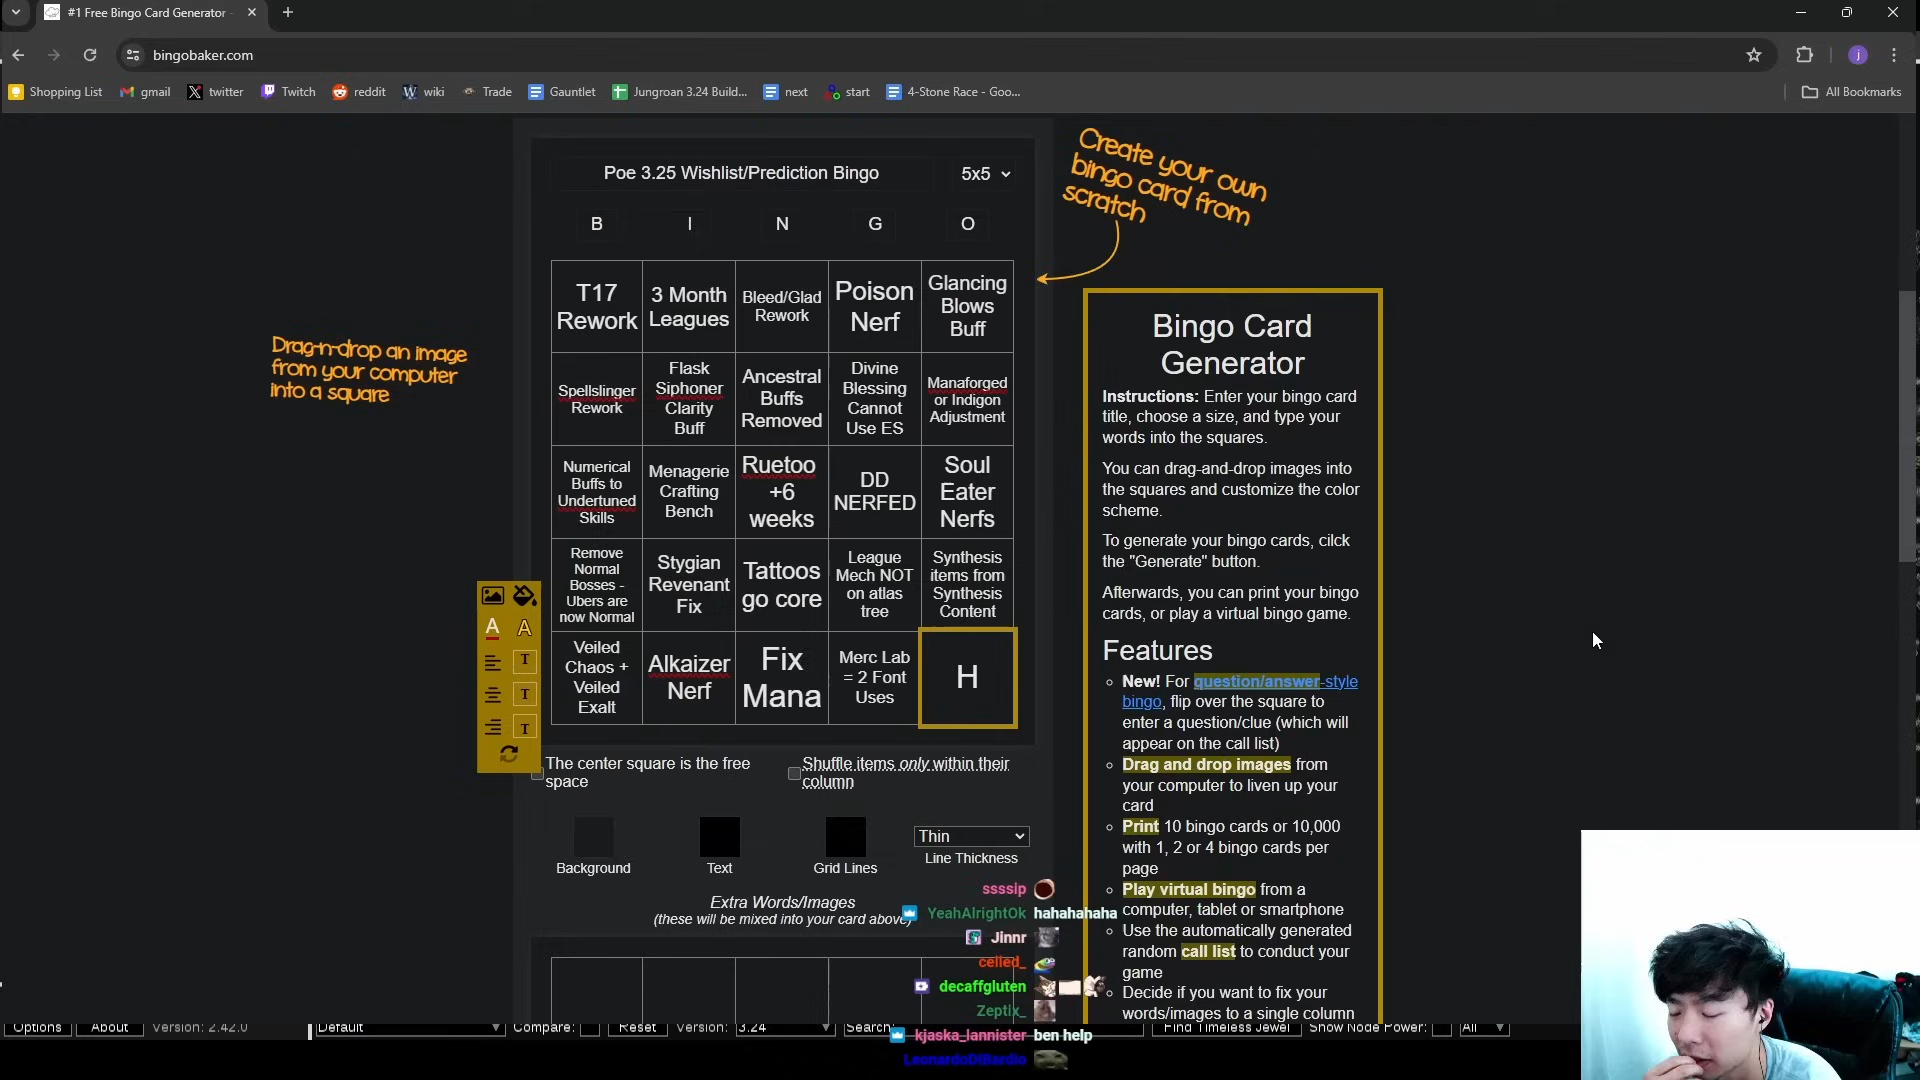 #1 Free Bingo Card Generator
bingobaker.com
Shopping List
gmail
twitter
Twitch
reddit
wiki
Trade
Gauntlet
Jungroan 3.24 Build...
next
start
4-Stone Race - Goo...
All Bookmarks
Poe 3.25 Wishlist/Prediction Bingo
5x5
B I N G O
T17
Rework
3 Month
Leagues
Bleed/Glad
Rework
Poison
Nerf
Glancing
Blows
Buff
Spellslinger
Rework
Flask
Siphoner
Clarity
Buff
Ancestral
Buffs
Removed
Divine
Blessing
Cannot
Use ES
Manaforged
or Indigon
Adjustment
Numerical
Buffs to
Undertuned
Skills
Menagerie
Crafting
Bench
Ruetoo
+6
weeks
DD
NERFED
Soul
Eater
Nerfs
Remove
Normal
Bosses -
Ubers are
now Normal
Stygian
Revenant
Fix
Tattoos
go core
League
Mech NOT
on atlas
tree
Synthesis
items from
Synthesis
Content
Veiled
Chaos +
Veiled
Exalt
Alkaizer
Nerf
Fix
Mana
Merc Lab
= 2 Font
Uses
H
Drag-n-drop an image
from your computer
into a square
A A
T
T
T
The center square is the free
space
Shuffle items only within their
column
Background
Text
Grid Lines
Thin
Line Thickness
Extra Words/Images
(these will be mixed into your card above)
Create your own
bingo card from
scratch
Bingo Card
Generator
Instructions: Enter your bingo card
title, choose a size, and type your
words into the squares.
You can drag-and-drop images into
the squares and customize the color
scheme.
To generate your bingo cards, cilck
the "Generate" button.
Afterwards, you can print your bingo
cards, or play a virtual bingo game.
Features
New! For question/answer-style
bingo, flip over the square to
enter a question/clue (which will
appear on the call list)
Drag and drop images from
your computer to liven up your
card
Print 10 bingo cards or 10,000
with 1, 2 or 4 bingo cards per
page
Play virtual bingo from a
computer, tablet or smartphone
Use the automatically generated
random call list to conduct your
game
Decide if you want to fix your
words/images to a single column
ssssip
YeahAlrightOk hahahahaha
Jinnr
celled_
decaffgluten
Zeptix_
kjaska_lannister ben help
LeonardoDiBardio
Options
About
Version: 2.42.0
Default
Compare:
Reset
Version:
3.24
Search:
Find Timeless Jewel
Show Node Power:
All